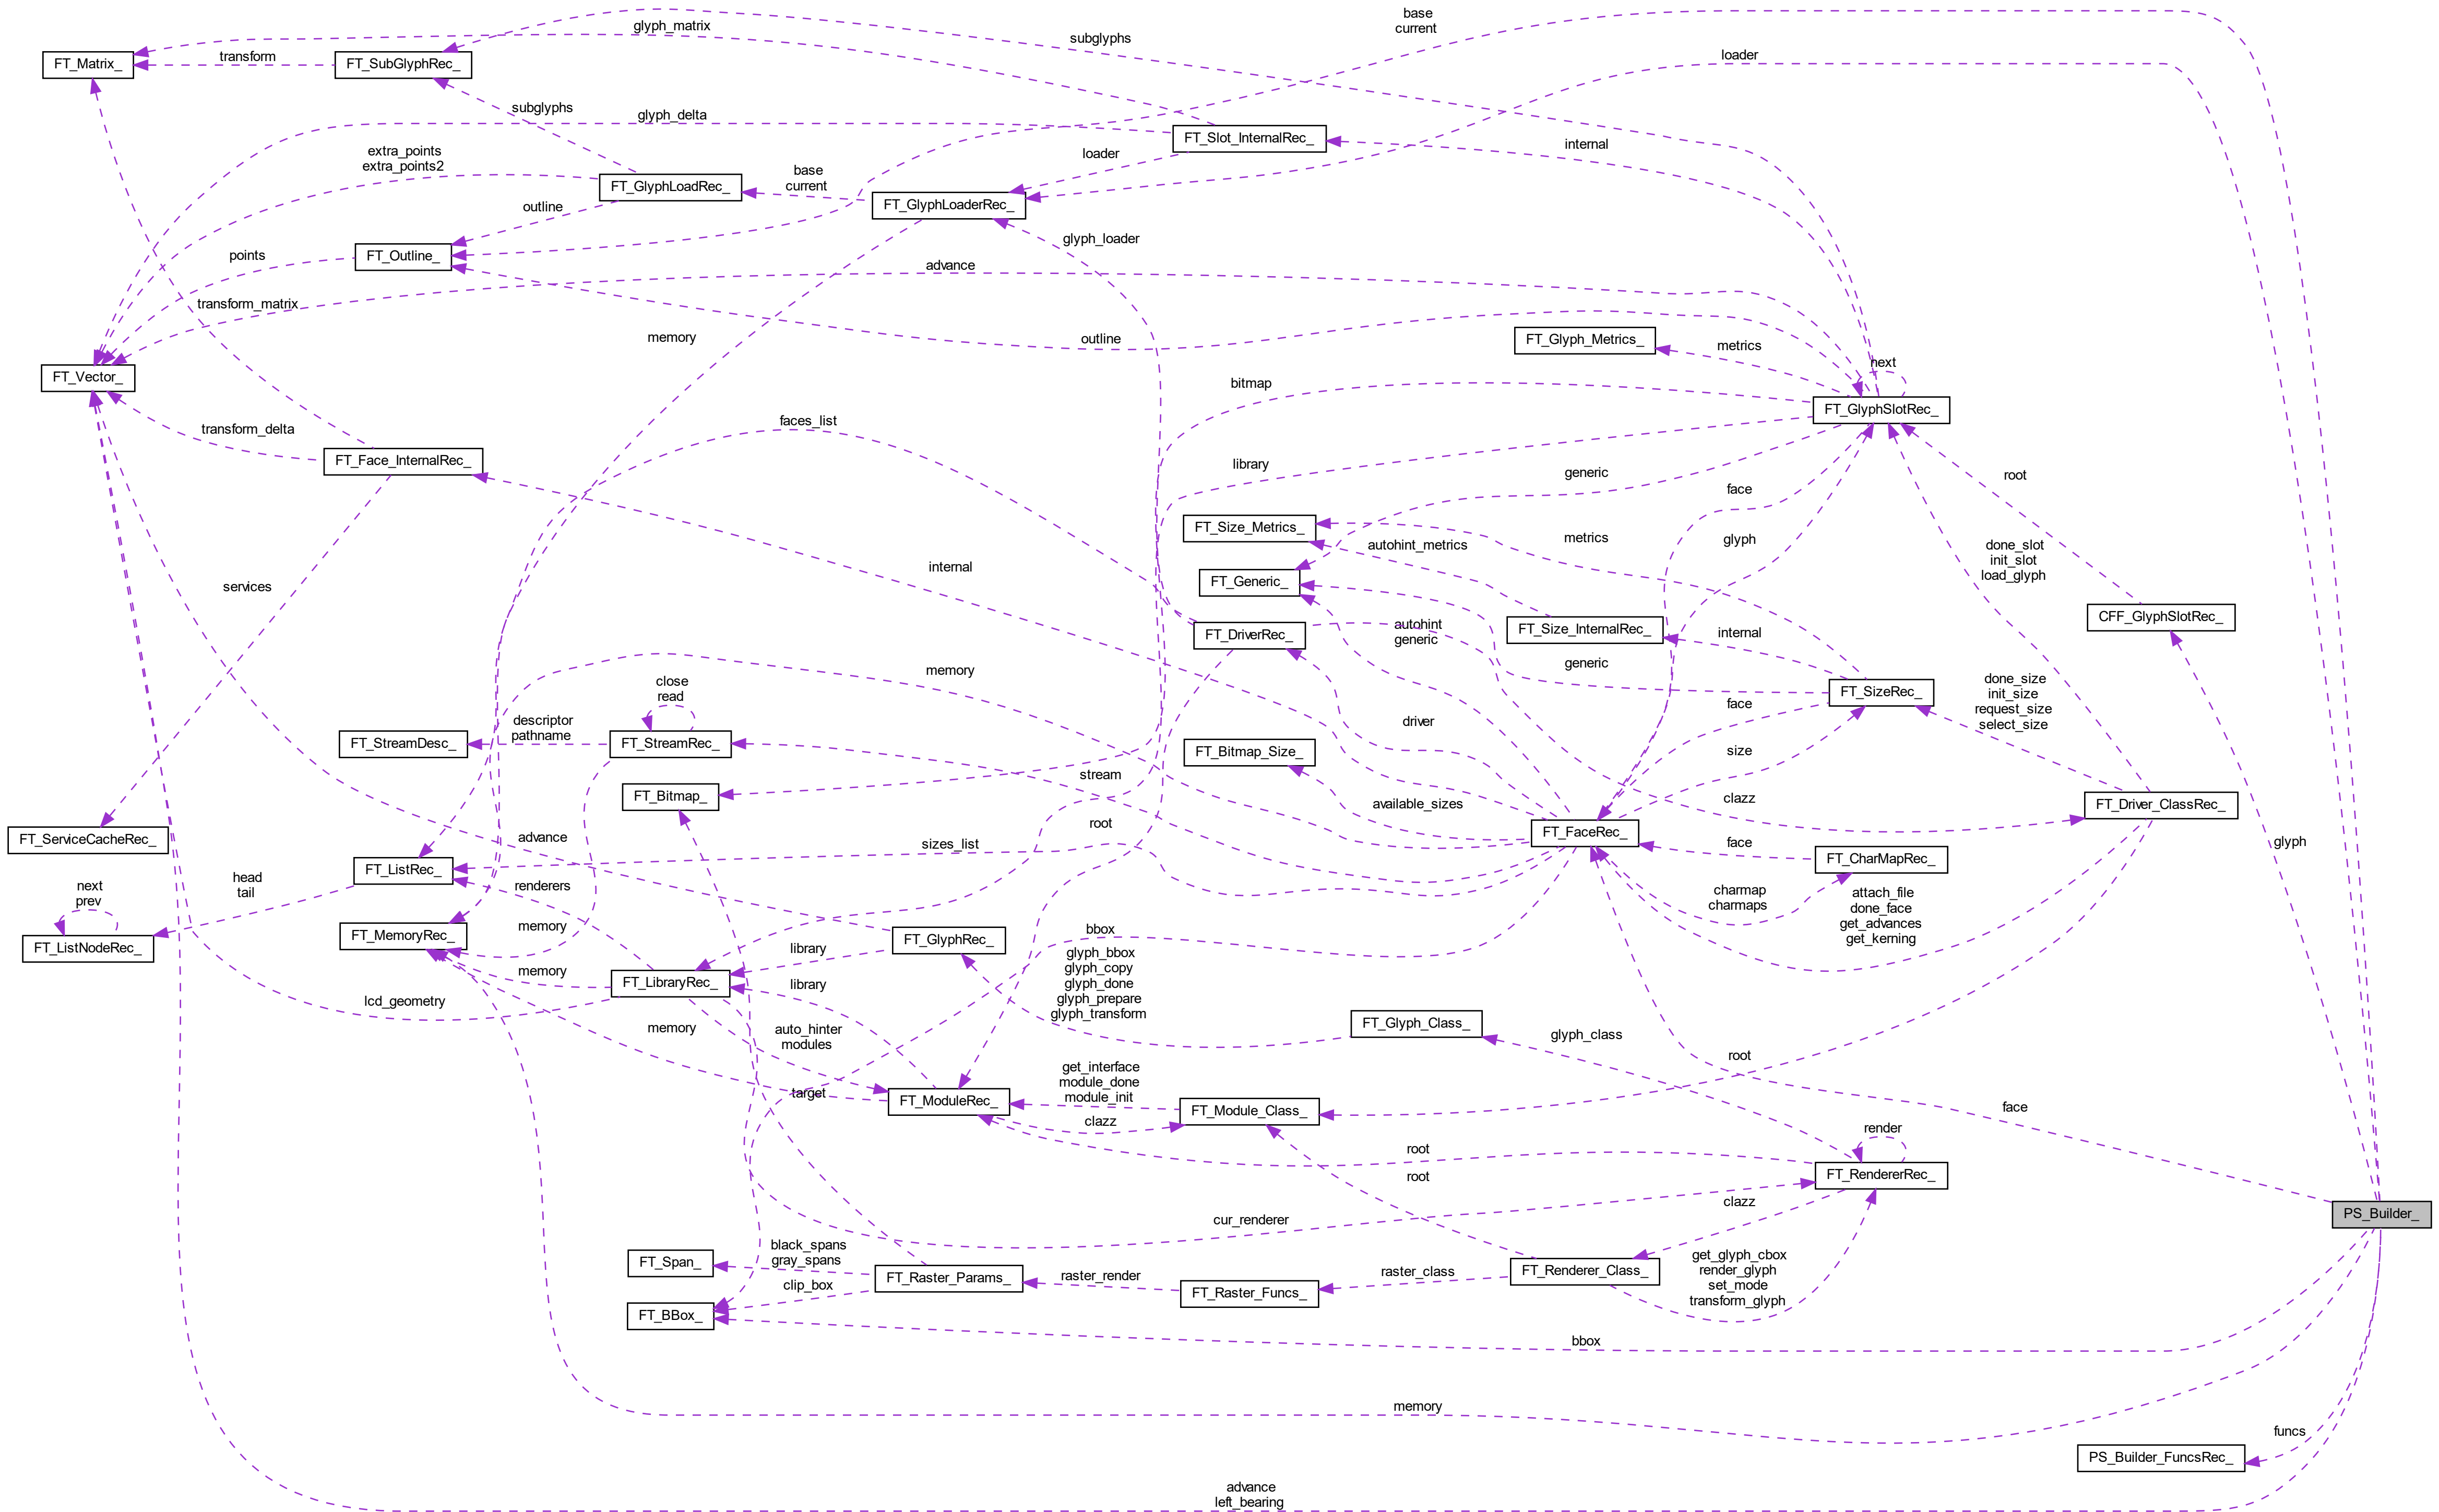 base
current
glyph_matrix
subglyphs
loader
transform
FT_Matrix_
FT_SubGlyphRec_
subglyphs
glyph_delta
FT_Slot_InternalRec_
internal
extra_points
extra_points2
loader
base
current
FT_GlyphLoadRec_
FT_GlyphLoaderRec_
outline
glyph_loader
points
FT_Outline_
advance
transform_matrix
memory
outline
FT_Glyph_Metrics_
metrics
next
FT_Vector_
bitmap
FT_GlyphSlotRec_
faces_list
transform_delta
FT_Face_InternalRec_
library
generic
root
face
FT_Size_Metrics_
metrics
glyph
autohint_metrics
done_slot
init_slot
load_glyph
internal
FT_Generic_
services
CFF_GlyphSlotRec_
autohint
generic
FT_DriverRec_
FT_Size_InternalRec_
internal
generic
memory
close
read
FT_SizeRec_
done_size
init_size
request_size
select_size
face
descriptor
pathname
driver
FT_StreamDesc_
FT_StreamRec_
FT_Bitmap_Size_
size
stream
FT_Bitmap_
available_sizes
clazz
FT_Driver_ClassRec_
root
FT_ServiceCacheRec_
advance
sizes_list
FT_FaceRec_
face
FT_CharMapRec_
glyph
FT_ListRec_
head
tail
renderers
next
prev
charmap
charmaps
attach_file
done_face
get_advances
get_kerning
memory
bbox
FT_ListNodeRec_
FT_MemoryRec_
FT_GlyphRec_
library
glyph_bbox
glyph_copy
glyph_done
glyph_prepare
glyph_transform
memory
FT_LibraryRec_
library
lcd_geometry
memory
auto_hinter
modules
FT_Glyph_Class_
glyph_class
root
get_interface
module_done
module_init
target
FT_ModuleRec_
FT_Module_Class_
clazz
face
render
root
root
FT_RendererRec_
clazz
cur_renderer
PS_Builder_
black_spans
gray_spans
FT_Span_
FT_Raster_Params_
raster_render
FT_Raster_Funcs_
raster_class
FT_Renderer_Class_
get_glyph_cbox
render_glyph
set_mode
transform_glyph
clip_box
FT_BBox_
bbox
memory
funcs
PS_Builder_FuncsRec_
advance
left_bearing